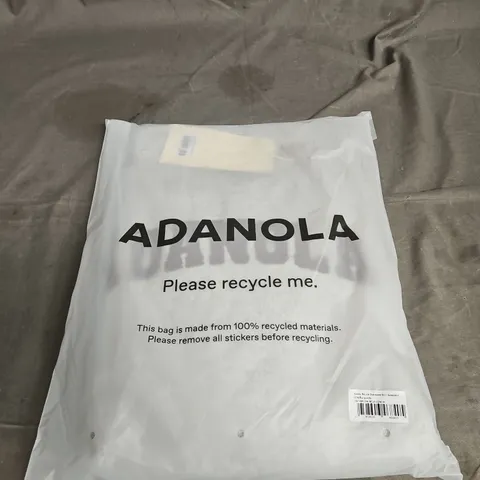 ADANOLA
Please recycle me.
This bag is made from 100% recycled materials.
Please remove all stickers before recycling.